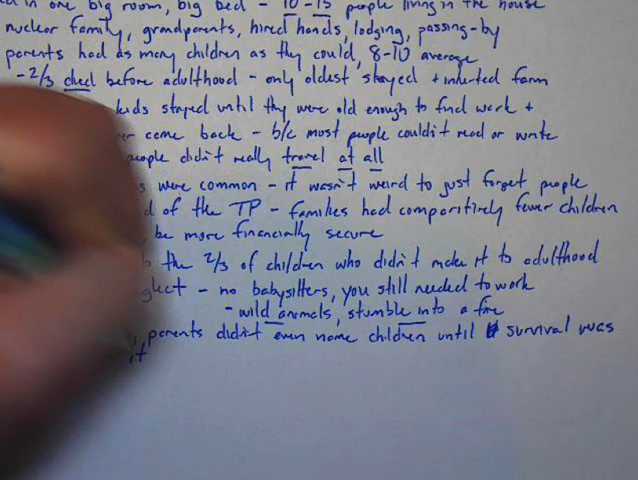 in one big room, big bed - 10-15 people living in the house
nuclear family, grandparents, hired hands, lodging, passing-by
parents had as many children as they could, 8-10 average
- 2/3 died before adulthood - only oldest stayed + inherited farm
kids stayed until they were old enough to find work +
come back - b/c most people couldn't read or write
people didn't really travel at all
were common - it wasn't weird to just forget people
of the TP - families had comparitively fewer children
be more financially secure
the 2/3 of children who didn't make it to adulthood
- no babysitters, you still needed to work
- wild animals, stumble into a fire
parents didn't even name children until survival was